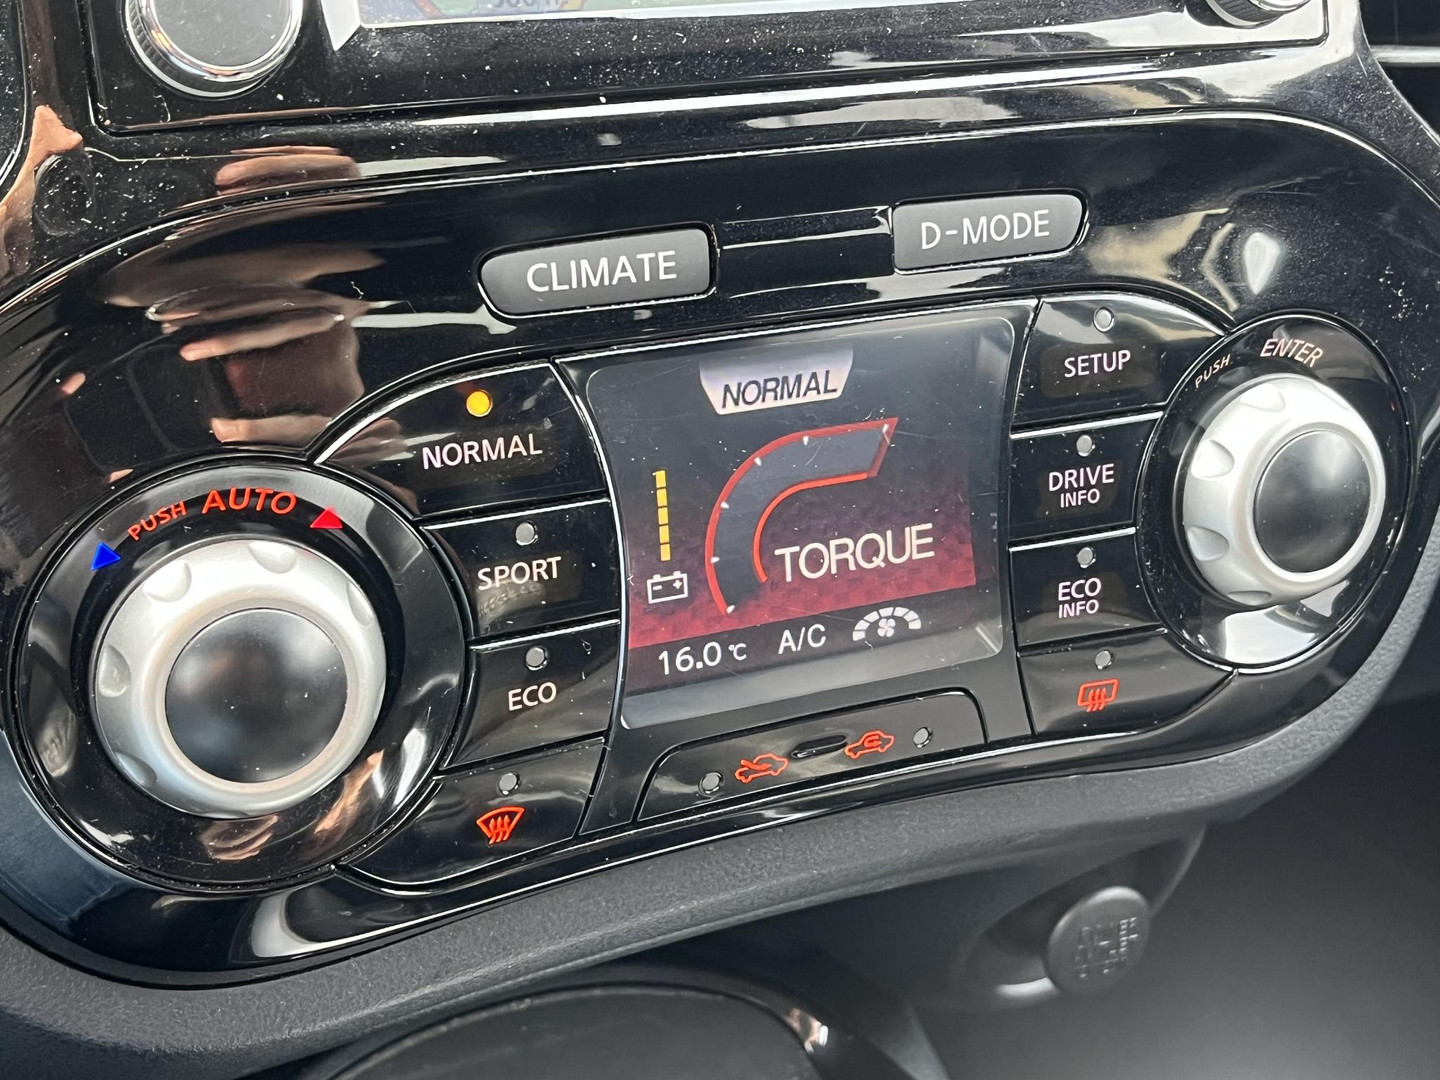 CLIMATE
D-MODE
NORMAL
SETUP
PUSH ENTER
NORMAL
DRIVE
INFO
PUSH AUTO
SPORT
TORQUE
ECO
INFO
ECO
16.0 °C A/C